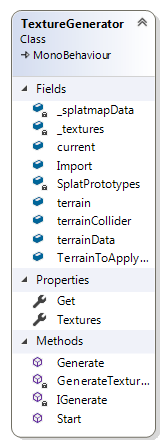 TextureGenerator
Class
MonoBehaviour
Fields
_splatmapData
_textures
current
Import
SplatPrototypes
terrain
terrainCollider
terrainData
TerrainToApply...
Properties
Get
Textures
Methods
Generate
GenerateTextur...
IGenerate
Start